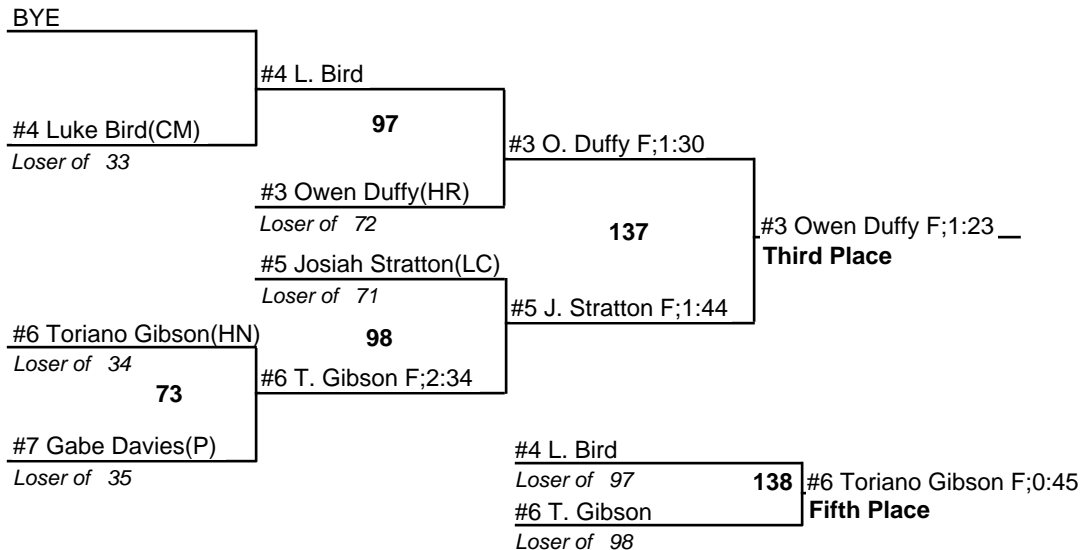 BYE
#4 L. Bird
97
#4 Luke Bird(CM)
Loser of 33
#3 O. Duffy F;1:30
#3 Owen Duffy(HR)
Loser of 72
137
#3 Owen Duffy F;1:23
Third Place
#5 Josiah Stratton(LC)
Loser of 71
#5 J. Stratton F;1:44
#6 Toriano Gibson(HN)
Loser of 34
98
73
#6 T. Gibson F;2:34
#7 Gabe Davies(P)
Loser of 35
#4 L. Bird
Loser of 97
138
#6 Toriano Gibson F;0:45
Fifth Place
#6 T. Gibson
Loser of 98